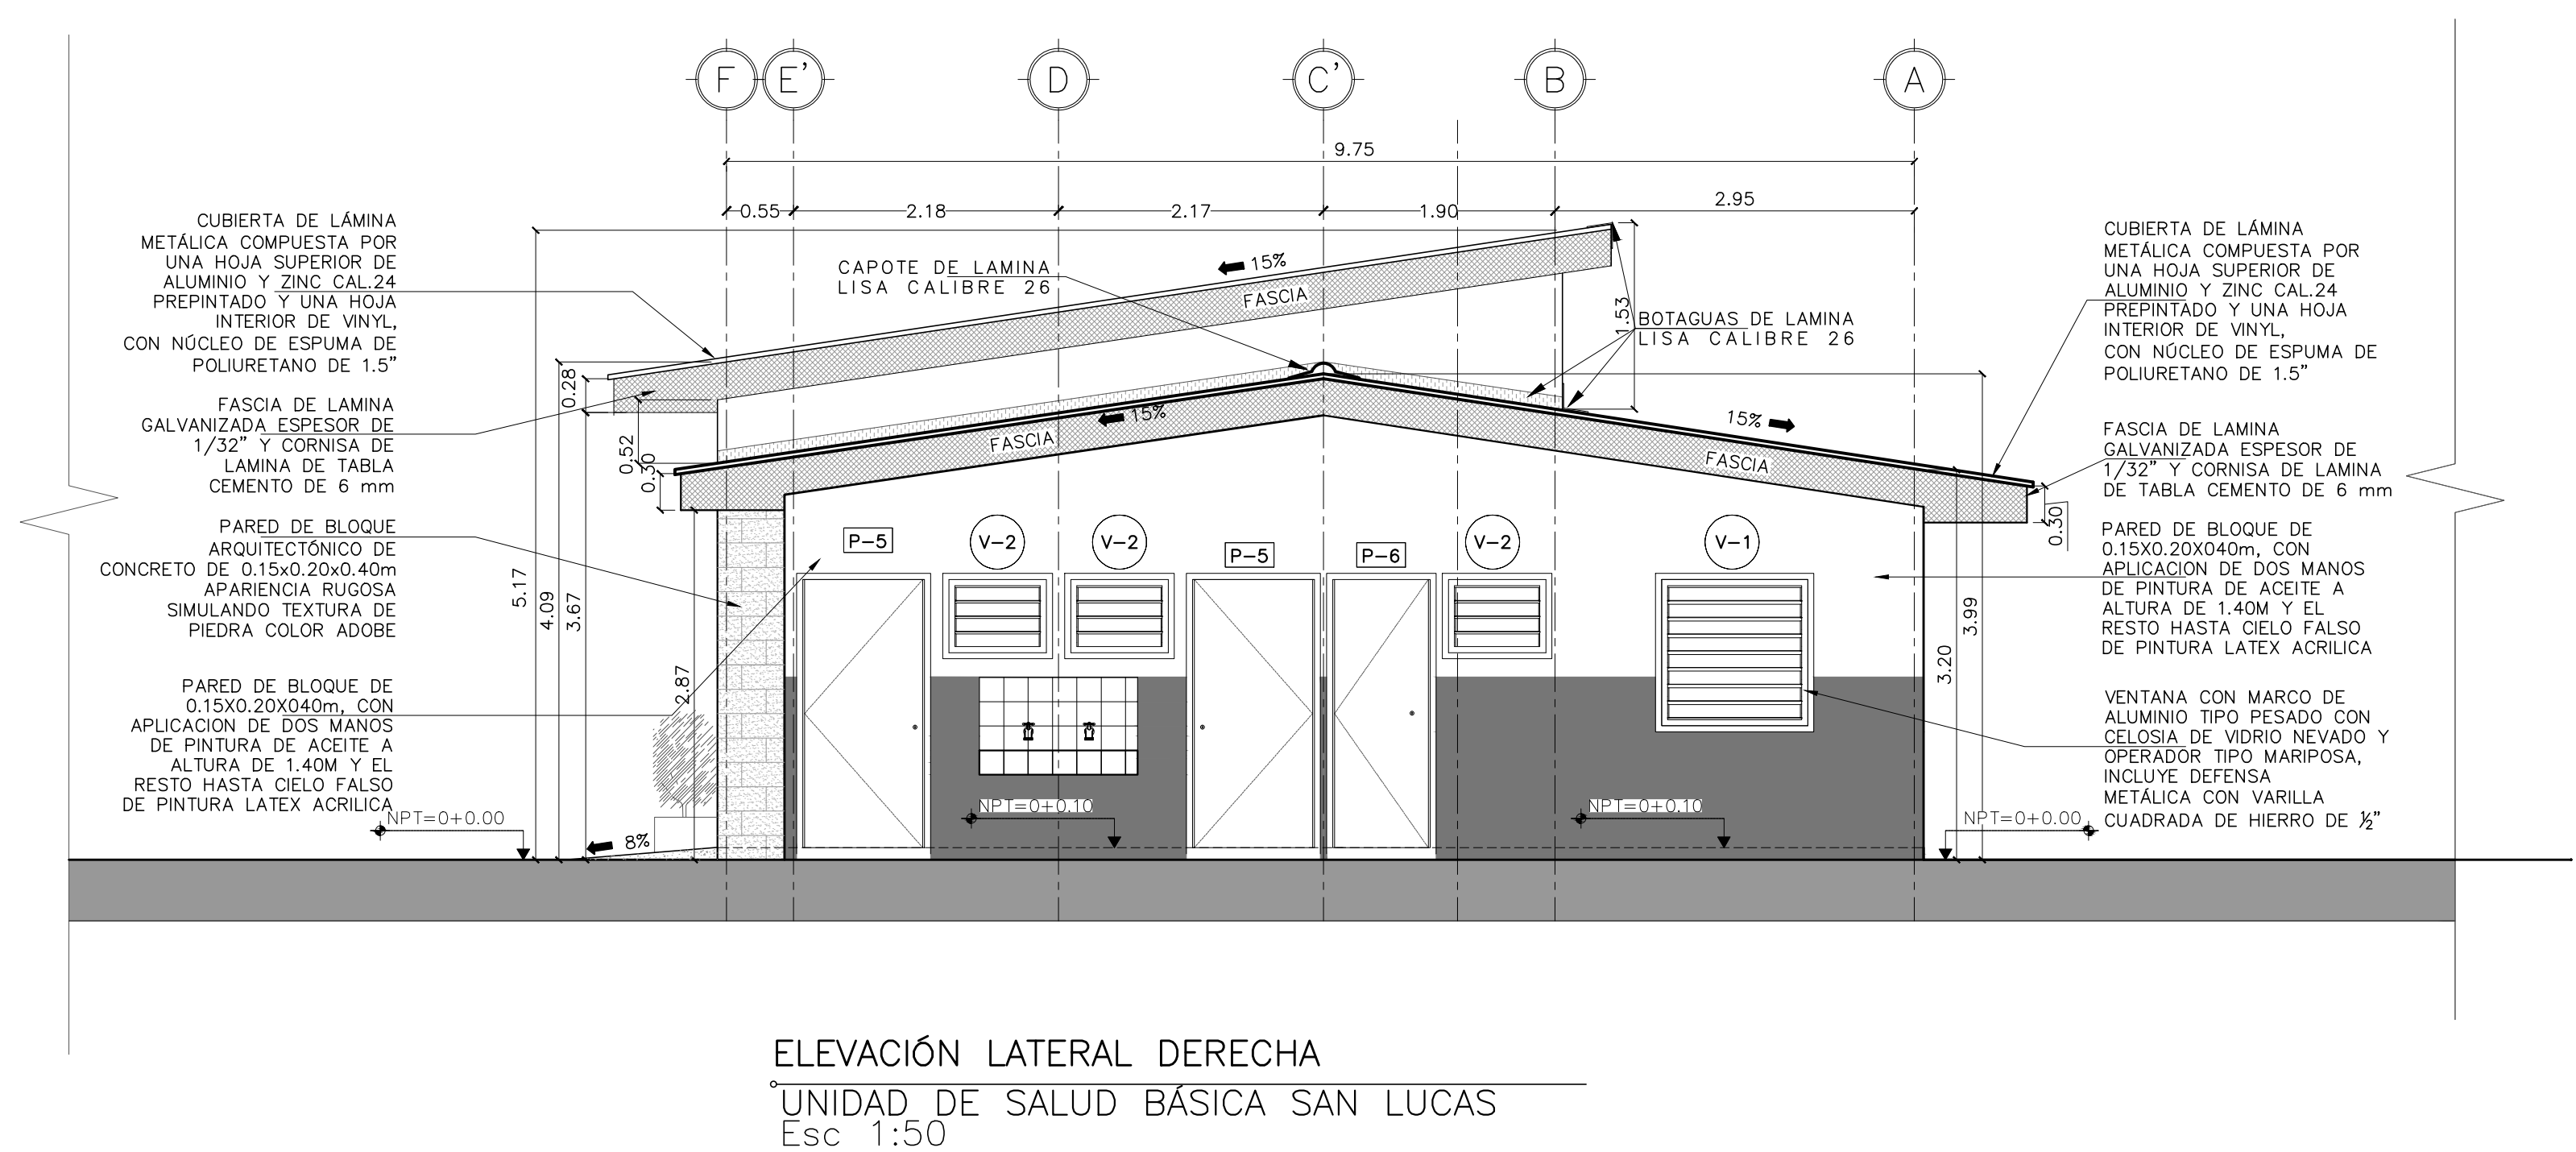 F E' D C' B A
9.75
0.55 2.18 2.17 1.90 2.95
CUBIERTA DE LÁMINA
METÁLICA COMPUESTA POR
UNA HOJA SUPERIOR DE
ALUMINIO Y ZINC CAL.24
PREPINTADO Y UNA HOJA
INTERIOR DE VINYL,
CON NÚCLEO DE ESPUMA DE
POLIURETANO DE 1.5"
FASCIA DE LAMINA
GALVANIZADA ESPESOR DE
1/32" Y CORNISA DE
LAMINA DE TABLA
CEMENTO DE 6 mm
PARED DE BLOQUE
ARQUITECTÓNICO DE
CONCRETO DE 0.15x0.20x0.40m
APARIENCIA RUGOSA
SIMULANDO TEXTURA DE
PIEDRA COLOR ADOBE
PARED DE BLOQUE DE
0.15X0.20X040m, CON
APLICACION DE DOS MANOS
DE PINTURA DE ACEITE A
ALTURA DE 1.40M Y EL
RESTO HASTA CIELO FALSO
DE PINTURA LATEX ACRILICA
NPT=0+0.00
5.17
4.09
3.67
0.28
0.52
0.30
2.87
8%
CAPOTE DE LAMINA
LISA CALIBRE 26
15%
FASCIA
1.53
BOTAGUAS DE LAMINA
LISA CALIBRE 26
15%
FASCIA
15%
FASCIA
P-5 V-2 V-2 P-5 P-6 V-2 V-1
NPT=0+0.10
NPT=0+0.10
0.30
3.99
3.20
NPT=0+0.00
CUBIERTA DE LÁMINA
METÁLICA COMPUESTA POR
UNA HOJA SUPERIOR DE
ALUMINIO Y ZINC CAL.24
PREPINTADO Y UNA HOJA
INTERIOR DE VINYL,
CON NÚCLEO DE ESPUMA DE
POLIURETANO DE 1.5"
FASCIA DE LAMINA
GALVANIZADA ESPESOR DE
1/32" Y CORNISA DE LAMINA
DE TABLA CEMENTO DE 6 mm
PARED DE BLOQUE DE
0.15X0.20X040m, CON
APLICACION DE DOS MANOS
DE PINTURA DE ACEITE A
ALTURA DE 1.40M Y EL
RESTO HASTA CIELO FALSO
DE PINTURA LATEX ACRILICA
VENTANA CON MARCO DE
ALUMINIO TIPO PESADO CON
CELOSIA DE VIDRIO NEVADO Y
OPERADOR TIPO MARIPOSA,
INCLUYE DEFENSA
METÁLICA CON VARILLA
CUADRADA DE HIERRO DE ½"
ELEVACIÓN LATERAL DERECHA
UNIDAD DE SALUD BÁSICA SAN LUCAS
Esc 1:50